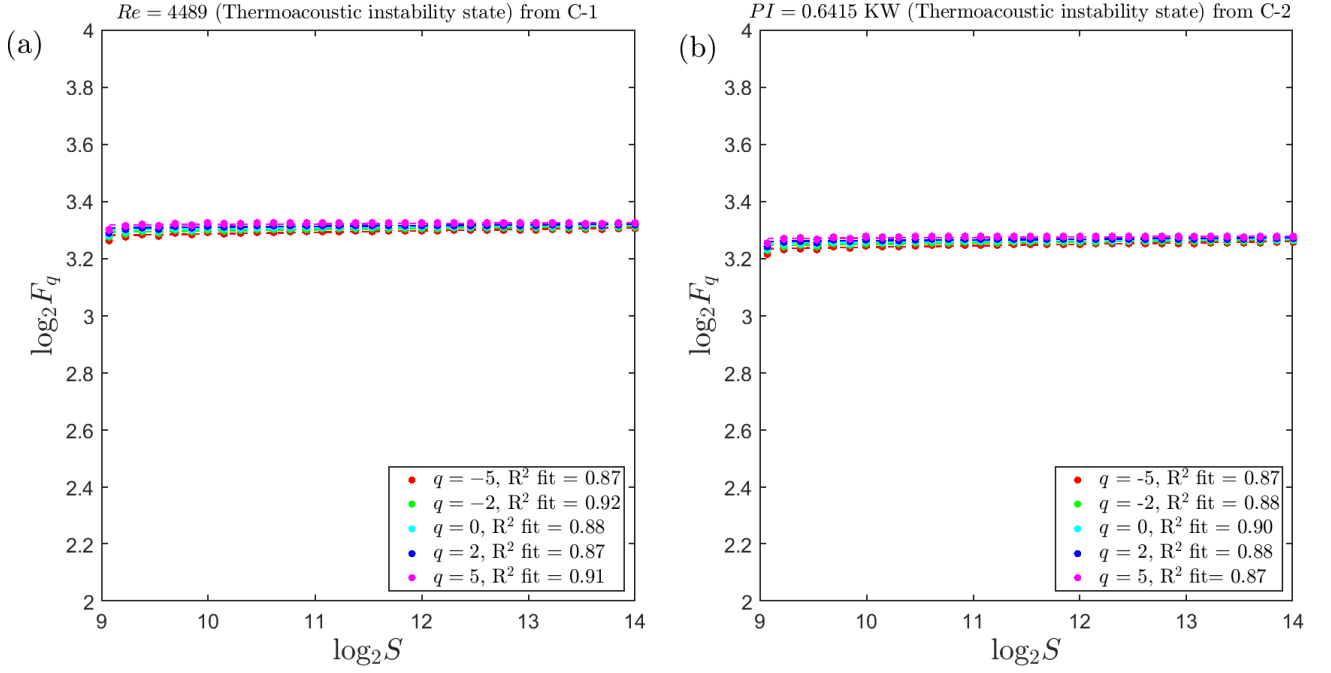 Re = 4489 (Thermoacoustic instability state) from C-1
(a)
4
3.8
3.6
3.4
3.2
3
2.8
2.6
2.4
2.2
2
log₂F_q
q = −5, R² fit = 0.87
q = −2, R² fit = 0.92
q = 0, R² fit = 0.88
q = 2, R² fit = 0.87
q = 5, R² fit = 0.91
9 10 11 12 13 14
log₂S
PI = 0.6415 KW (Thermoacoustic instability state) from C-2
(b)
4
3.8
3.6
3.4
3.2
3
2.8
2.6
2.4
2.2
2
log₂F_q
q = -5, R² fit = 0.87
q = -2, R² fit = 0.88
q = 0, R² fit = 0.90
q = 2, R² fit = 0.88
q = 5, R² fit= 0.87
9 10 11 12 13 14
log₂S